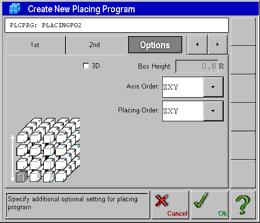 Create New Placing Program
PLCPRG: PLACINGPO2
1st 2nd Options
3D Box Height: 0.0 R
Axis Order: ZXY
Placing Order: ZXY
Specify additional optional setting for placing
program
Cancel Ok